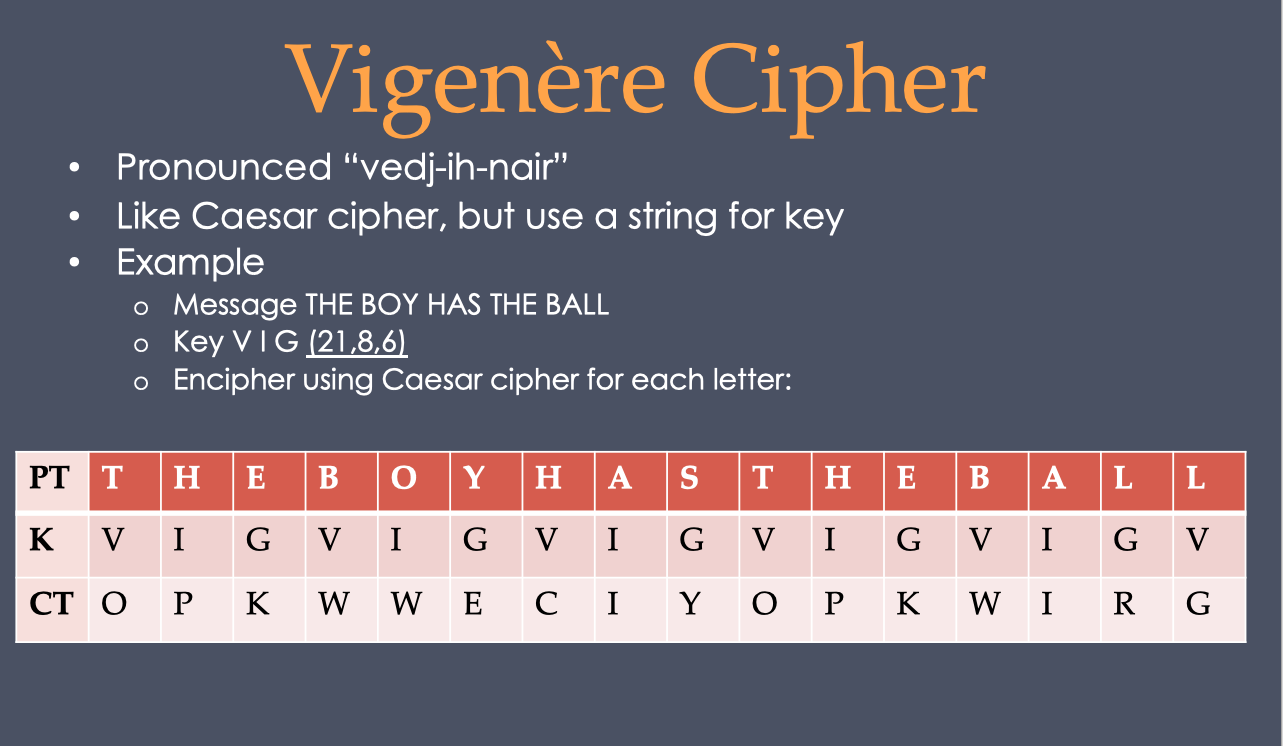 Vigenère Cipher
• Pronounced “vedj-ih-nair”
• Like Caesar cipher, but use a string for key
• Example
o Message THE BOY HAS THE BALL
o Key V I G (21,8,6)
o Encipher using Caesar cipher for each letter:
PT T H E B O Y H A S T H E B A L L
K V I G V I G V I G V I G V I G V
CT O P K W W E C I Y O P K W I R G